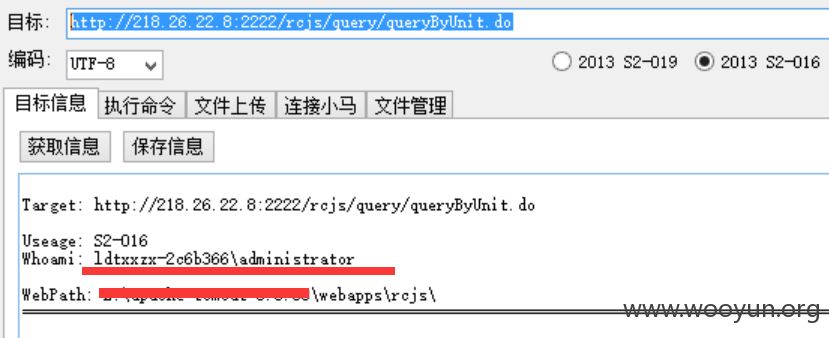 目标: http://218.26.22.8:2222/rcjs/query/queryByUnit.do
编码: UTF-8 2013 S2-019 2013 S2-016
目标信息 执行命令 文件上传 连接小马 文件管理
获取信息 保存信息
Target: http://218.26.22.8:2222/rcjs/query/queryByUnit.do
Useage: S2-016
Whoami: ldtxxzx-2c6b366\administrator
WebPath: \webapps\rcjs\
www.wooyun.org